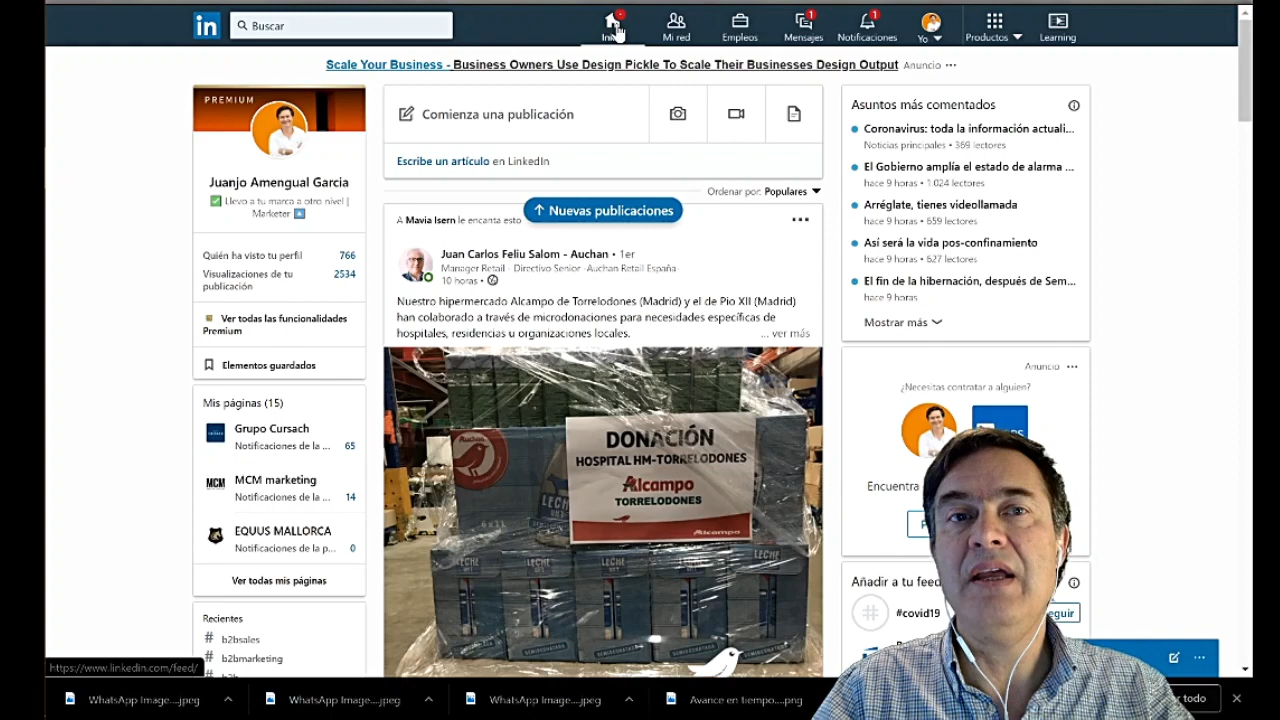 in
Buscar
Mi red
Empleos
1
Mensajes
1
Notificaciones
Yo
Productos
Learning
Scale Your Business - Business Owners Use Design Pickle To Scale Their Businesses Design Output
Anuncio
PREMIUM
Juanjo Amengual Garcia
Llevo a tu marca a otro nivel |
Marketer
Quién ha visto tu perfil 766
Visualizaciones de tu 2534
publicación
Ver todas las funcionalidades
Premium
Elementos guardados
Mis páginas (15)
Grupo Cursach
Notificaciones de la ... 65
MCM
MCM marketing
Notificaciones de la ... 14
EQUUS MALLORCA
Notificaciones de la p... 0
Ver todas mis páginas
Recientes
# b2bsales
# b2bmarketing
https://www.linkedin.com/feed/
Comienza una publicación
Escribe un artículo en LinkedIn
Ordenar por: Populares
Nuevas publicaciones
A Mavia Isern le encanta esto
Juan Carlos Feliu Salom - Auchan • 1er
Manager Retail - Directivo Senior -Auchan Retail España
10 horas •
Nuestro hipermercado Alcampo de Torrelodones (Madrid) y el de Pio XII (Madrid)
han colaborado a través de microdonaciones para necesidades específicas de
hospitales, residencias u organizaciones locales.
... ver más
Auchan
DONACIÓN
HOSPITAL HM-TORRELODONES
Alcampo
TORRELODONES
Alcampo
LECHE
LECHE
LECHE
LECHE
LECHE
Asuntos más comentados
Coronavirus: toda la información actuali...
Noticias principales • 369 lectores
El Gobierno amplía el estado de alarma ...
hace 9 horas • 1.024 lectores
Arréglate, tienes videollamada
hace 9 horas • 659 lectores
Así será la vida pos-confinamiento
hace 9 horas • 627 lectores
El fin de la hibernación, después de Sem...
hace 9 horas
Mostrar más
Anuncio
¿Necesitas contratar a alguien?
Encuentra
Añadir a tu feed
#covid19
WhatsApp Image....jpeg
WhatsApp Image....jpeg
WhatsApp Image....jpeg
Avance en tiempo....png